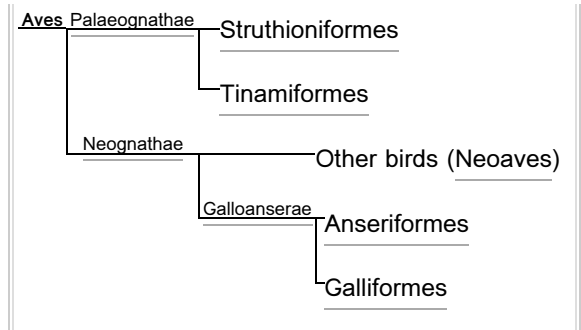 Aves Palaeognathae Struthioniformes
Tinamiformes
Neognathae
Other birds (Neoaves)
Galloanserae
Anseriformes
Galliformes